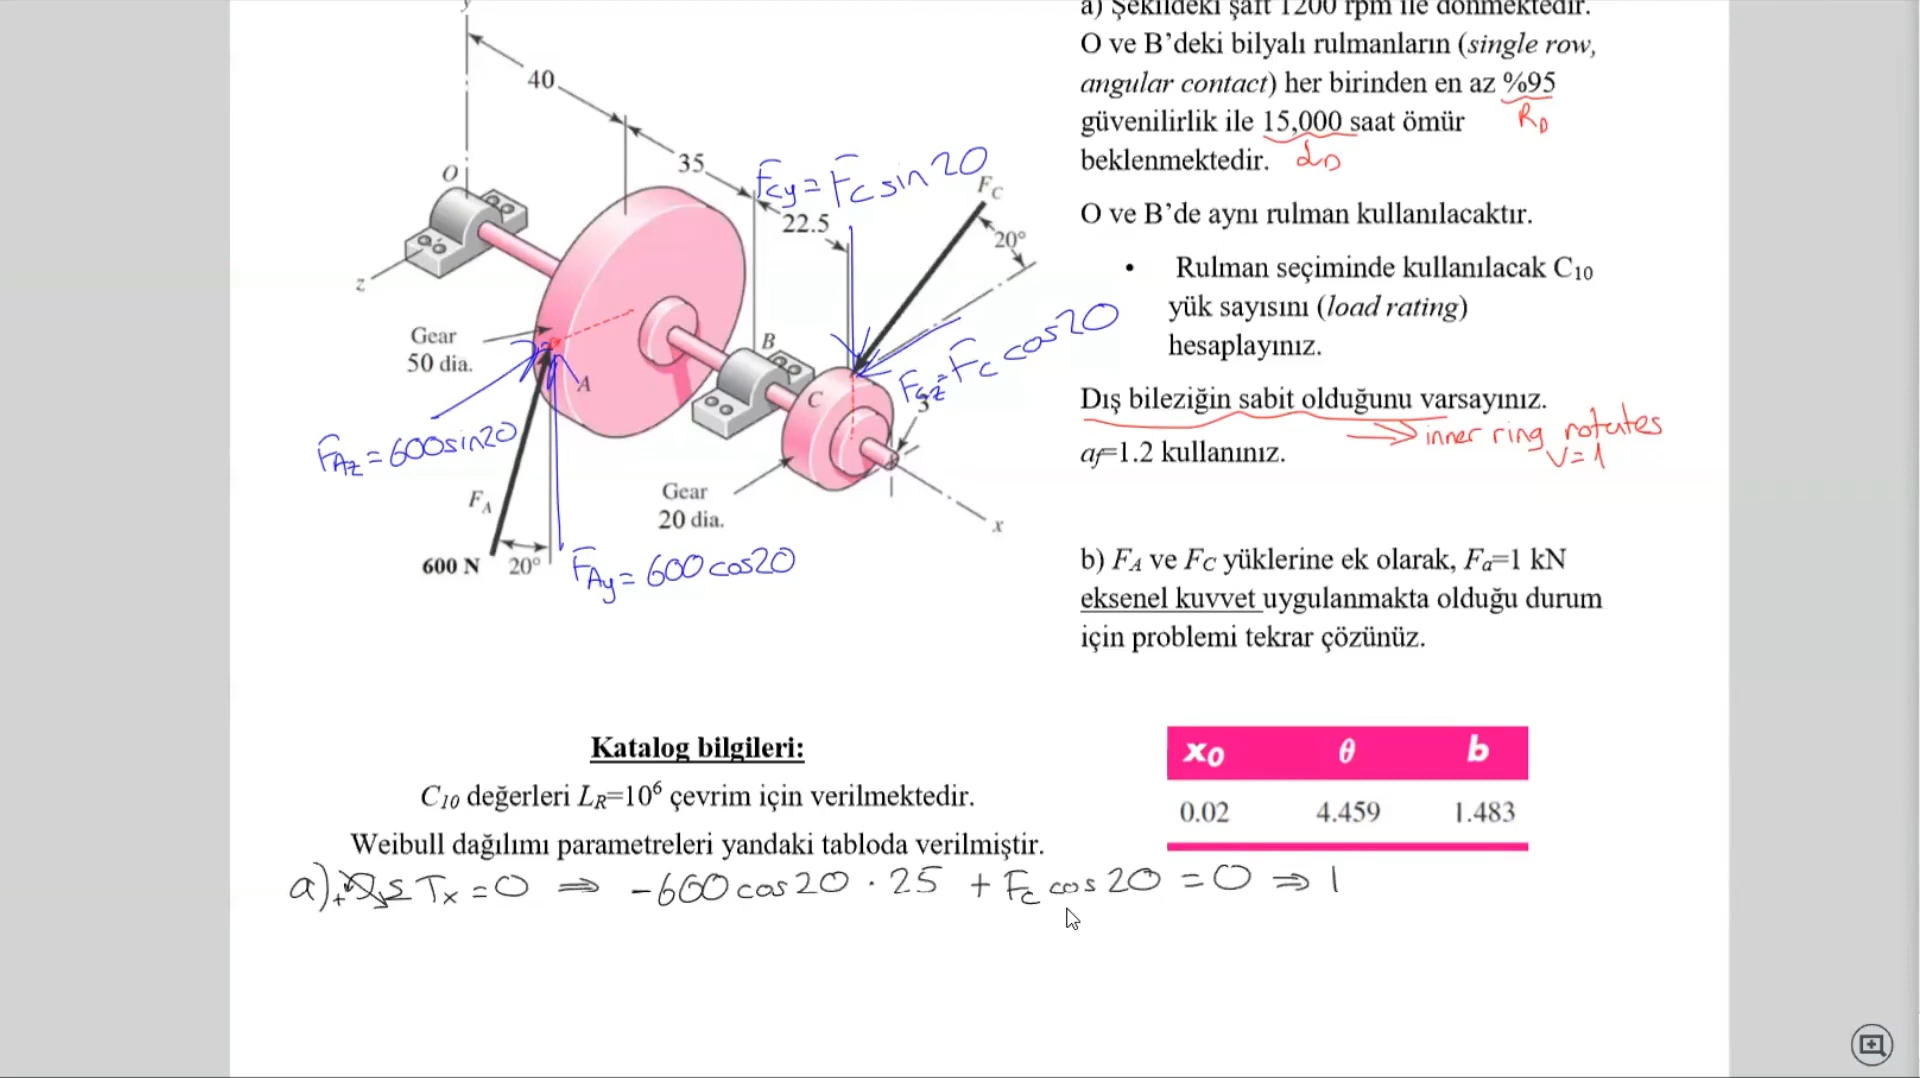 y
a) Şekildeki şaft 1200 rpm ile dönmektedir.
O ve B'deki bilyalı rulmanların (single row,
angular contact) her birinden en az %95
güvenilirlik ile 15,000 saat ömür
beklenmektedir.
R_D
L_D
O ve B'de aynı rulman kullanılacaktır.
• Rulman seçiminde kullanılacak C10
yük sayısını (load rating)
hesaplayınız.
Dış bileziğin sabit olduğunu varsayınız.
inner ring rotates
V=1
af=1.2 kullanınız.
b) FA ve FC yüklerine ek olarak, Fa=1 kN
eksenel kuvvet uygulanmakta olduğu durum
için problemi tekrar çözünüz.
40
35
22.5
O
z
Fcy = Fc sin 20
FC
20°
Gear
50 dia.
A
B
C
Fcz = Fc cos 20
3
FAz = 600 sin 20
FA
600 N
20°
FAy = 600 cos 20
Gear
20 dia.
x
Katalog bilgileri:
C10 değerleri LR=10⁶ çevrim için verilmektedir.
Weibull dağılımı parametreleri yandaki tabloda verilmiştir.
x0 θ b
0.02 4.459 1.483
a) + Σ Tx = 0 ⇒ -600 cos 20 · 25 + Fc cos 20 = 0 ⇒